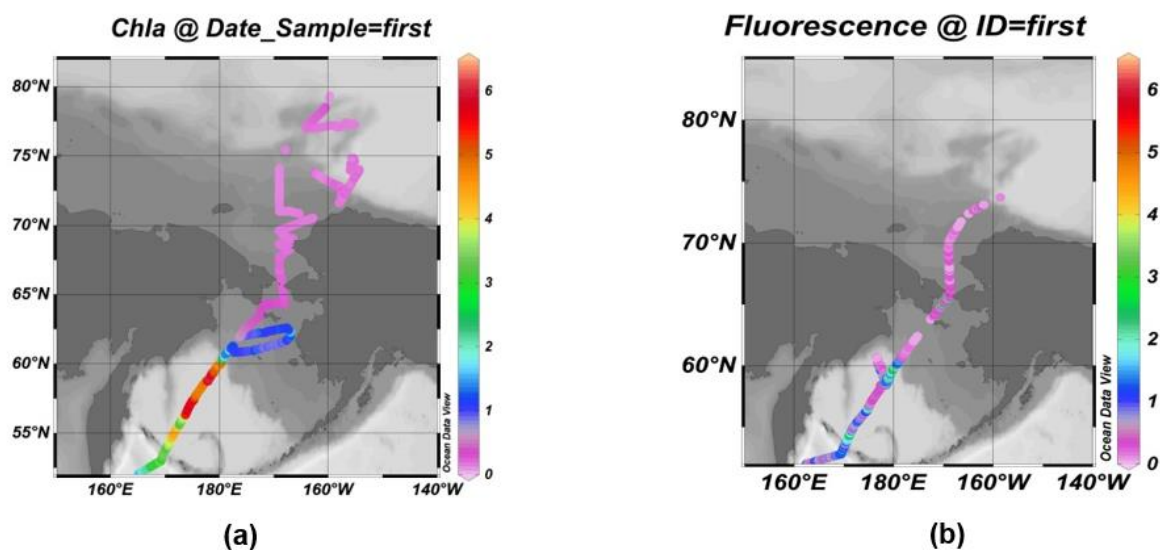 Chla @ Date_Sample=first
80°N
75°N
70°N
65°N
60°N
55°N
160°E
180°W
160°W
140°W
6
5
4
3
2
1
0
Ocean Data View
(a)
Fluorescence @ ID=first
80°N
70°N
60°N
160°E
180°W
160°W
140°W
6
5
4
3
2
1
0
Ocean Data View
(b)